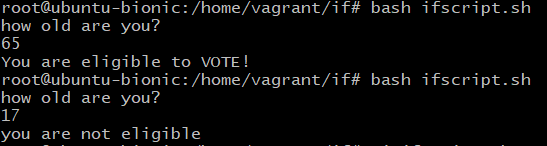 root@ubuntu-bionic:/home/vagrant/if# bash ifscript.sh
how old are you?
65
You are eligible to VOTE!
root@ubuntu-bionic:/home/vagrant/if# bash ifscript.sh
how old are you?
17
you are not eligible